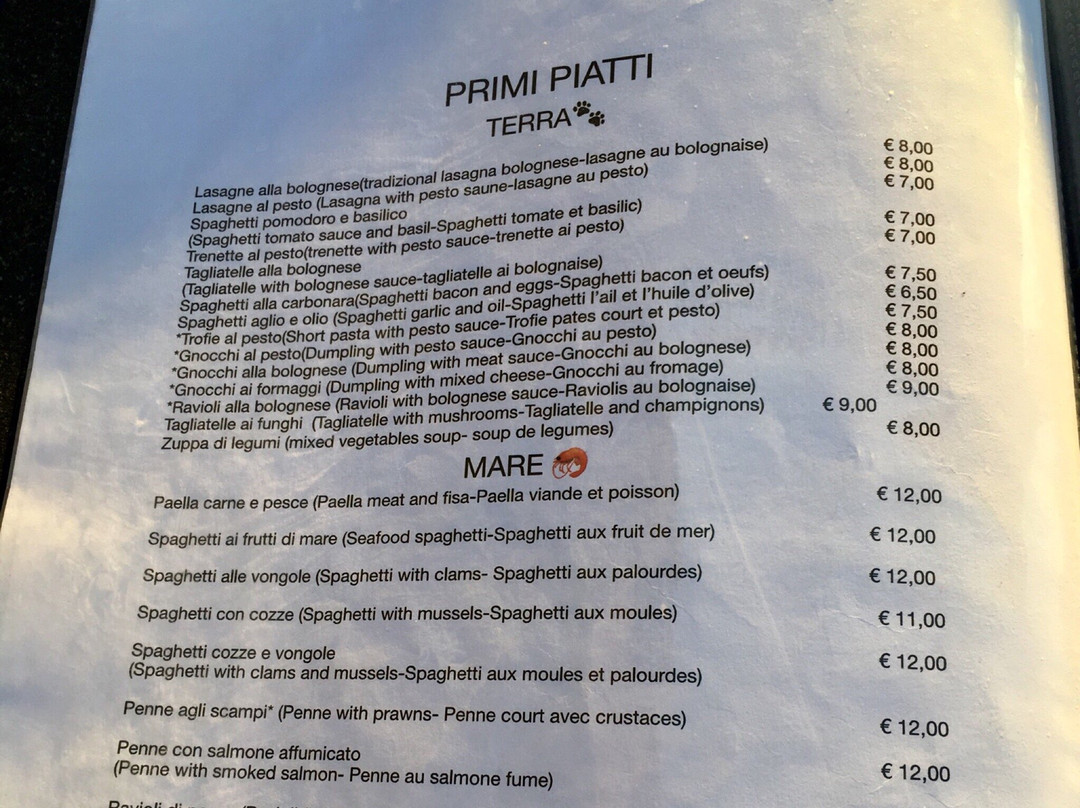 PRIMI PIATTI
TERRA
Lasagne alla bolognese(tradizional lasagna bolognese-lasagne au bolognaise) € 8,00
Lasagne al pesto (Lasagna with pesto saune-lasagne au pesto) € 8,00
Spaghetti pomodoro e basilico € 7,00
(Spaghetti tomato sauce and basil-Spaghetti tomate et basilic)
Trenette al pesto(trenette with pesto sauce-trenette ai pesto) € 7,00
Tagliatelle alla bolognese € 7,00
(Tagliatelle with bolognese sauce-tagliatelle ai bolognaise)
Spaghetti alla carbonara(Spaghetti bacon and eggs-Spaghetti bacon et oeufs) € 7,50
Spaghetti aglio e olio (Spaghetti garlic and oil-Spaghetti l'ail et l'huile d'olive) € 6,50
*Trofie al pesto(Short pasta with pesto sauce-Trofie pates court et pesto) € 7,50
*Gnocchi al pesto(Dumpling with pesto sauce-Gnocchi au pesto) € 8,00
*Gnocchi alla bolognese (Dumpling with meat sauce-Gnocchi au bolognese) € 8,00
*Gnocchi ai formaggi (Dumpling with mixed cheese-Gnocchi au fromage) € 8,00
*Ravioli alla bolognese (Ravioli with bolognese sauce-Raviolis au bolognaise) € 9,00
Tagliatelle ai funghi (Tagliatelle with mushrooms-Tagliatelle and champignons) € 9,00
Zuppa di legumi (mixed vegetables soup- soup de legumes) € 8,00
MARE
Paella carne e pesce (Paella meat and fisa-Paella viande et poisson) € 12,00
Spaghetti ai frutti di mare (Seafood spaghetti-Spaghetti aux fruit de mer) € 12,00
Spaghetti alle vongole (Spaghetti with clams- Spaghetti aux palourdes) € 12,00
Spaghetti con cozze (Spaghetti with mussels-Spaghetti aux moules) € 11,00
Spaghetti cozze e vongole
(Spaghetti with clams and mussels-Spaghetti aux moules et palourdes) € 12,00
Penne agli scampi* (Penne with prawns- Penne court avec crustaces) € 12,00
Penne con salmone affumicato
(Penne with smoked salmon- Penne au salmone fume) € 12,00